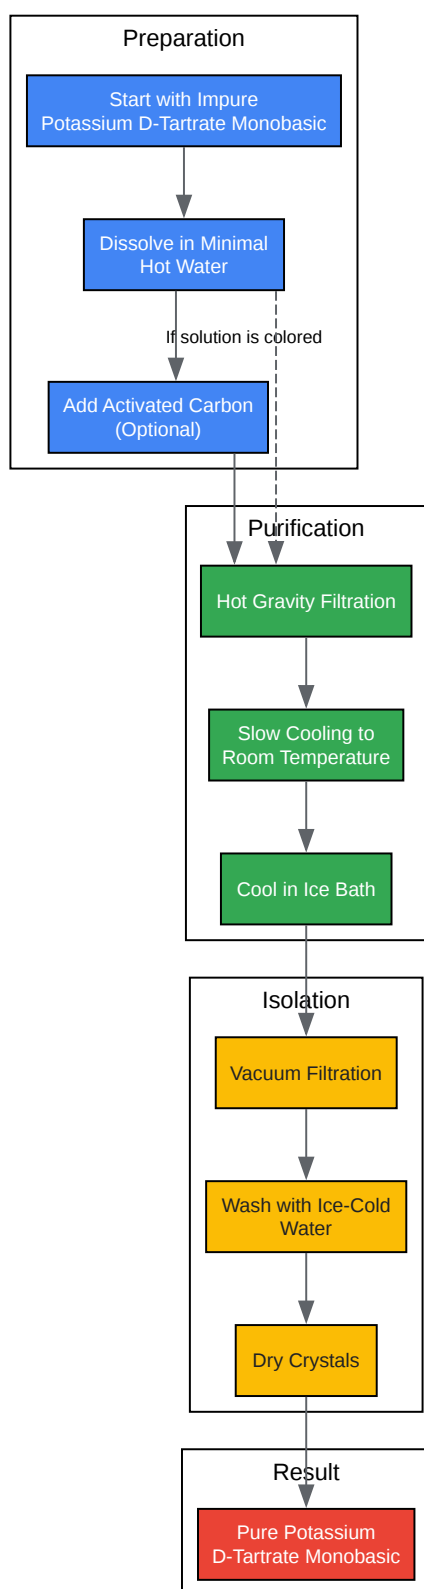 Preparation
Start with Impure
Potassium D-Tartrate Monobasic
Dissolve in Minimal
Hot Water
If solution is colored
Add Activated Carbon
(Optional)
Purification
Hot Gravity Filtration
Slow Cooling to
Room Temperature
Cool in Ice Bath
Isolation
Vacuum Filtration
Wash with Ice-Cold
Water
Dry Crystals
Result
Pure Potassium
D-Tartrate Monobasic